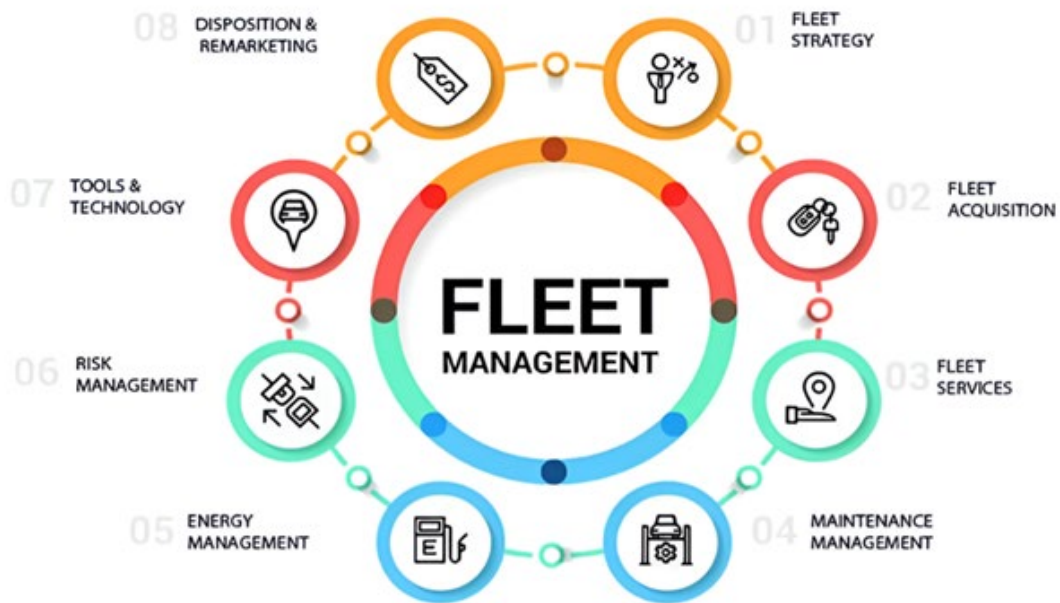 FLEET
MANAGEMENT
01
FLEET
STRATEGY
02
FLEET
ACQUISITION
03
FLEET
SERVICES
04
MAINTENANCE
MANAGEMENT
05
ENERGY
MANAGEMENT
E
06
RISK
MANAGEMENT
07
TOOLS &
TECHNOLOGY
08
DISPOSITION &
REMARKETING
$